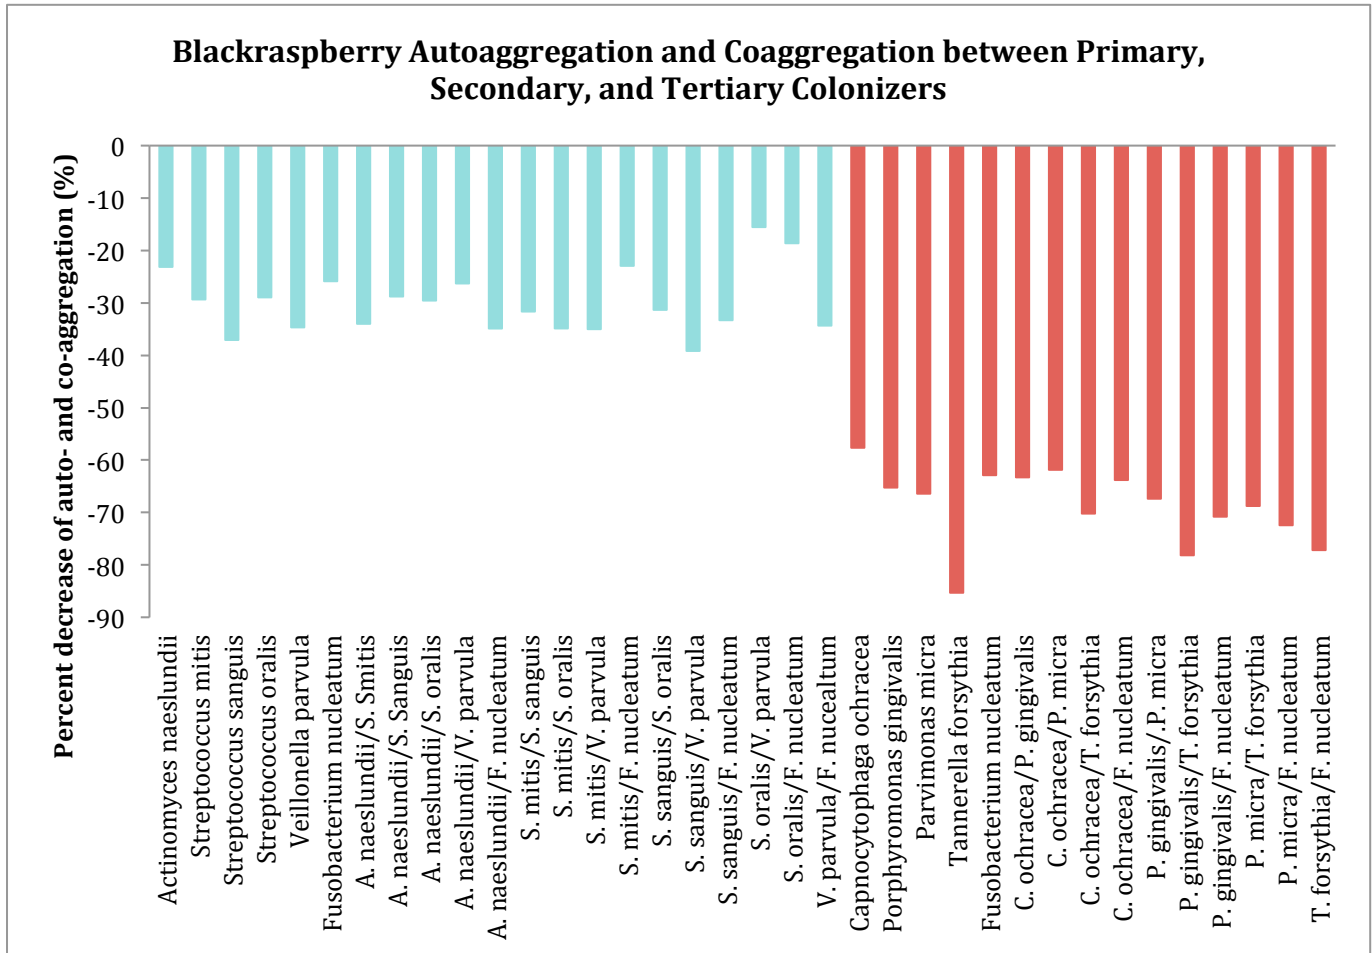 Blackraspberry Autoaggregation and Coaggregation between Primary,
Secondary, and Tertiary Colonizers
Percent decrease of auto- and co-aggregation (%)
0
-10
-20
-30
-40
-50
-60
-70
-80
-90
Actinomyces naeslundii
Streptococcus mitis
Streptococcus sanguis
Streptococcus oralis
Veillonella parvula
Fusobacterium nucleatum
A. naeslundii/S. Smitis
A. naeslundii/S. Sanguis
A. naeslundii/S. oralis
A. naeslundii/V. parvula
A. naeslundii/F. nucleatum
S. mitis/S. sanguis
S. mitis/S. oralis
S. mitis/V. parvula
S. mitis/F. nucleatum
S. sanguis/S. oralis
S. sanguis/V. parvula
S. sanguis/F. nucleatum
S. oralis/V. parvula
S. oralis/F. nucleatum
V. parvula/F. nucealtum
Capnocytophaga ochracea
Porphyromonas gingivalis
Parvimonas micra
Tannerella forsythia
Fusobacterium nucleatum
C. ochracea/P. gingivalis
C. ochracea/P. micra
C. ochracea/T. forsythia
C. ochracea/F. nucleatum
P. gingivalis/.P. micra
P. gingivalis/T. forsythia
P. gingivalis/F. nucleatum
P. micra/T. forsythia
P. micra/F. nucleatum
T. forsythia/F. nucleatum